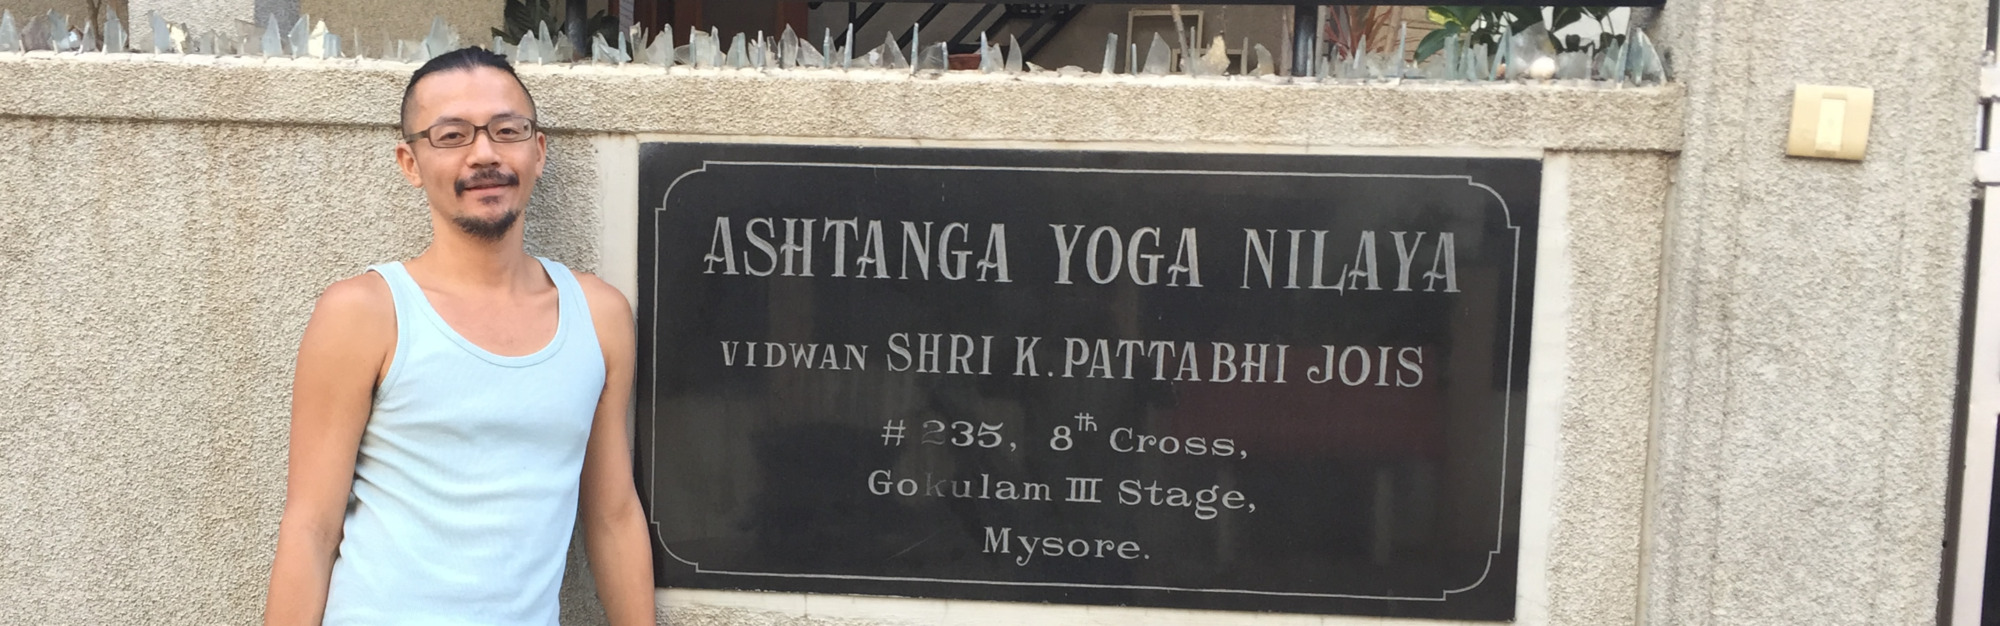 ASHTANGA YOGA NILAYA
VIDWAN SHRI K. PATTABHI JOIS
# 235, 8th Cross,
Gokulam III Stage,
Mysore.